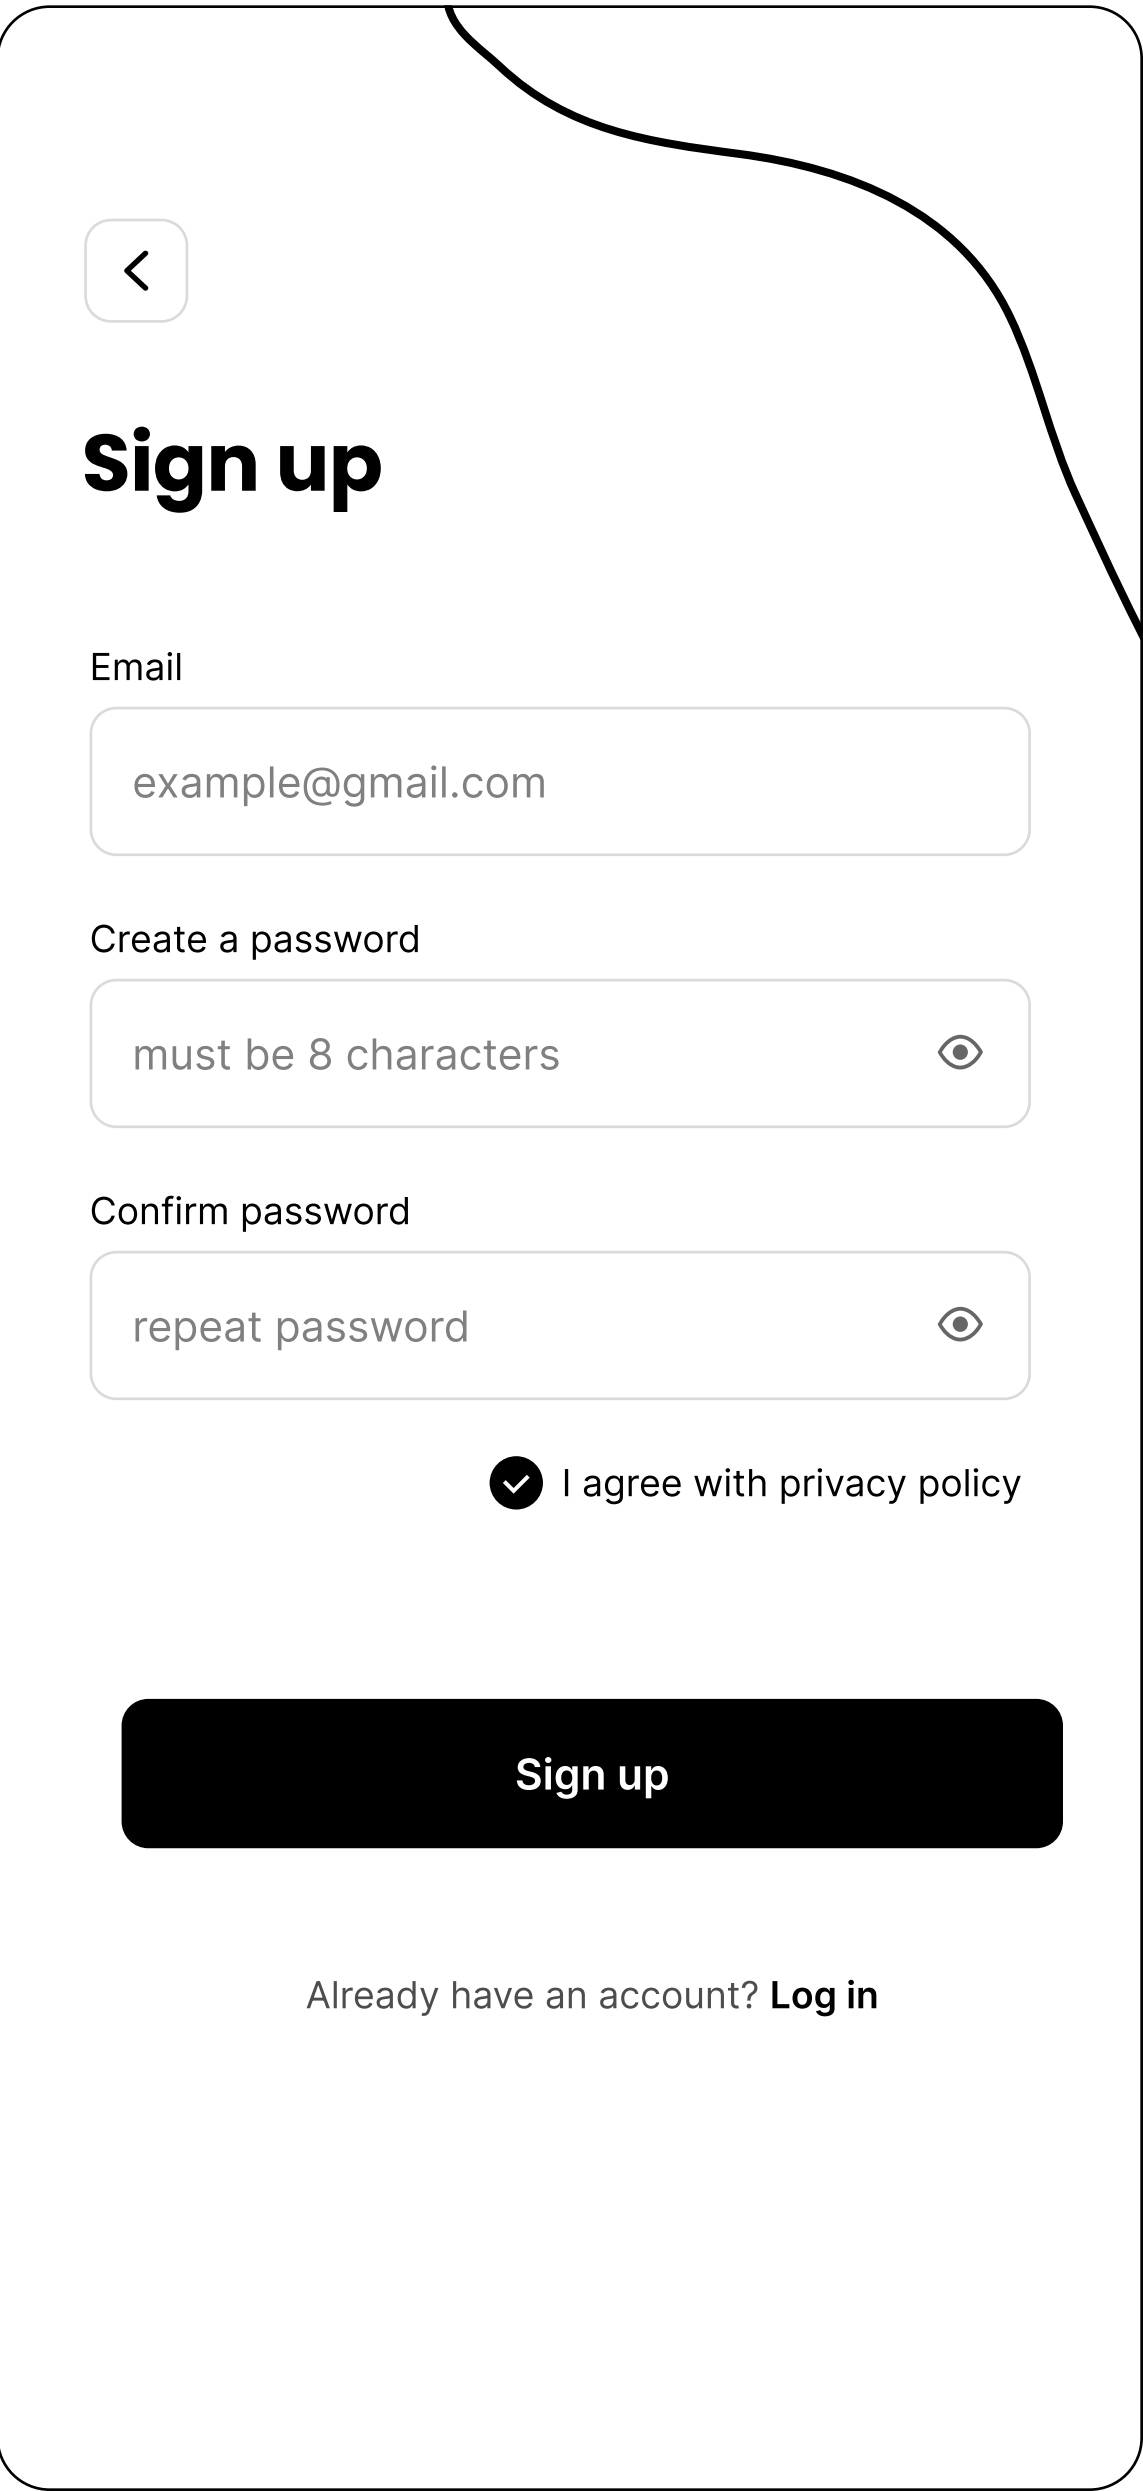 Sign up
Email
example@gmail.com
Create a password
must be 8 characters
Confirm password
repeat password
I agree with privacy policy
Sign up
Already have an account? Log in